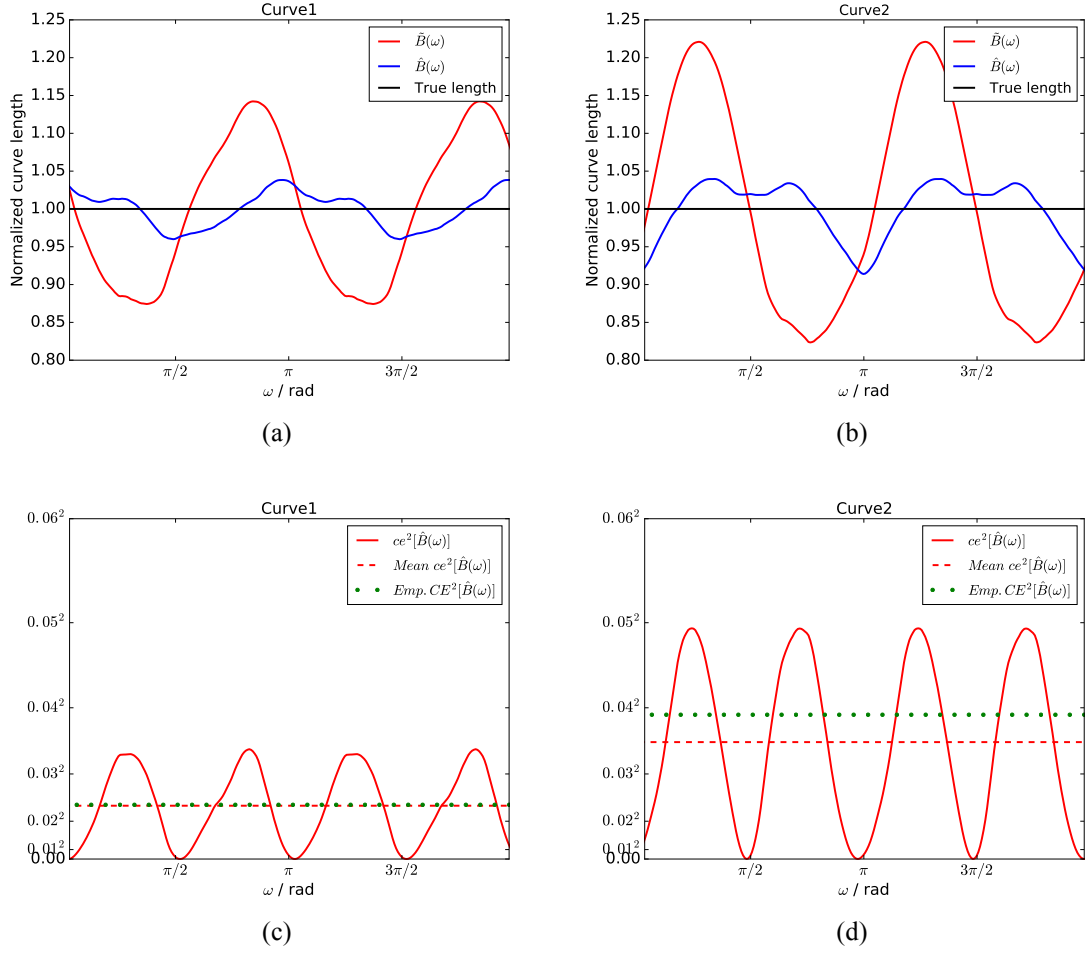 Curve1
1.25
1.20
1.15
1.10
1.05
1.00
0.95
0.90
0.85
0.80
Normalized curve length
B̃(ω)
B̂(ω)
True length
π/2
π
3π/2
ω / rad
(a)
Curve2
1.25
1.20
1.15
1.10
1.05
1.00
0.95
0.90
0.85
0.80
Normalized curve length
B̃(ω)
B̂(ω)
True length
π/2
π
3π/2
ω / rad
(b)
Curve1
0.06²
0.05²
0.04²
0.03²
0.02²
0.01²
0.00
ce²[B̂(ω)]
Mean ce²[B̂(ω)]
Emp. CE²[B̂(ω)]
π/2
π
3π/2
ω / rad
(c)
Curve2
0.06²
0.05²
0.04²
0.03²
0.02²
0.01²
0.00
ce²[B̂(ω)]
Mean ce²[B̂(ω)]
Emp. CE²[B̂(ω)]
π/2
π
3π/2
ω / rad
(d)